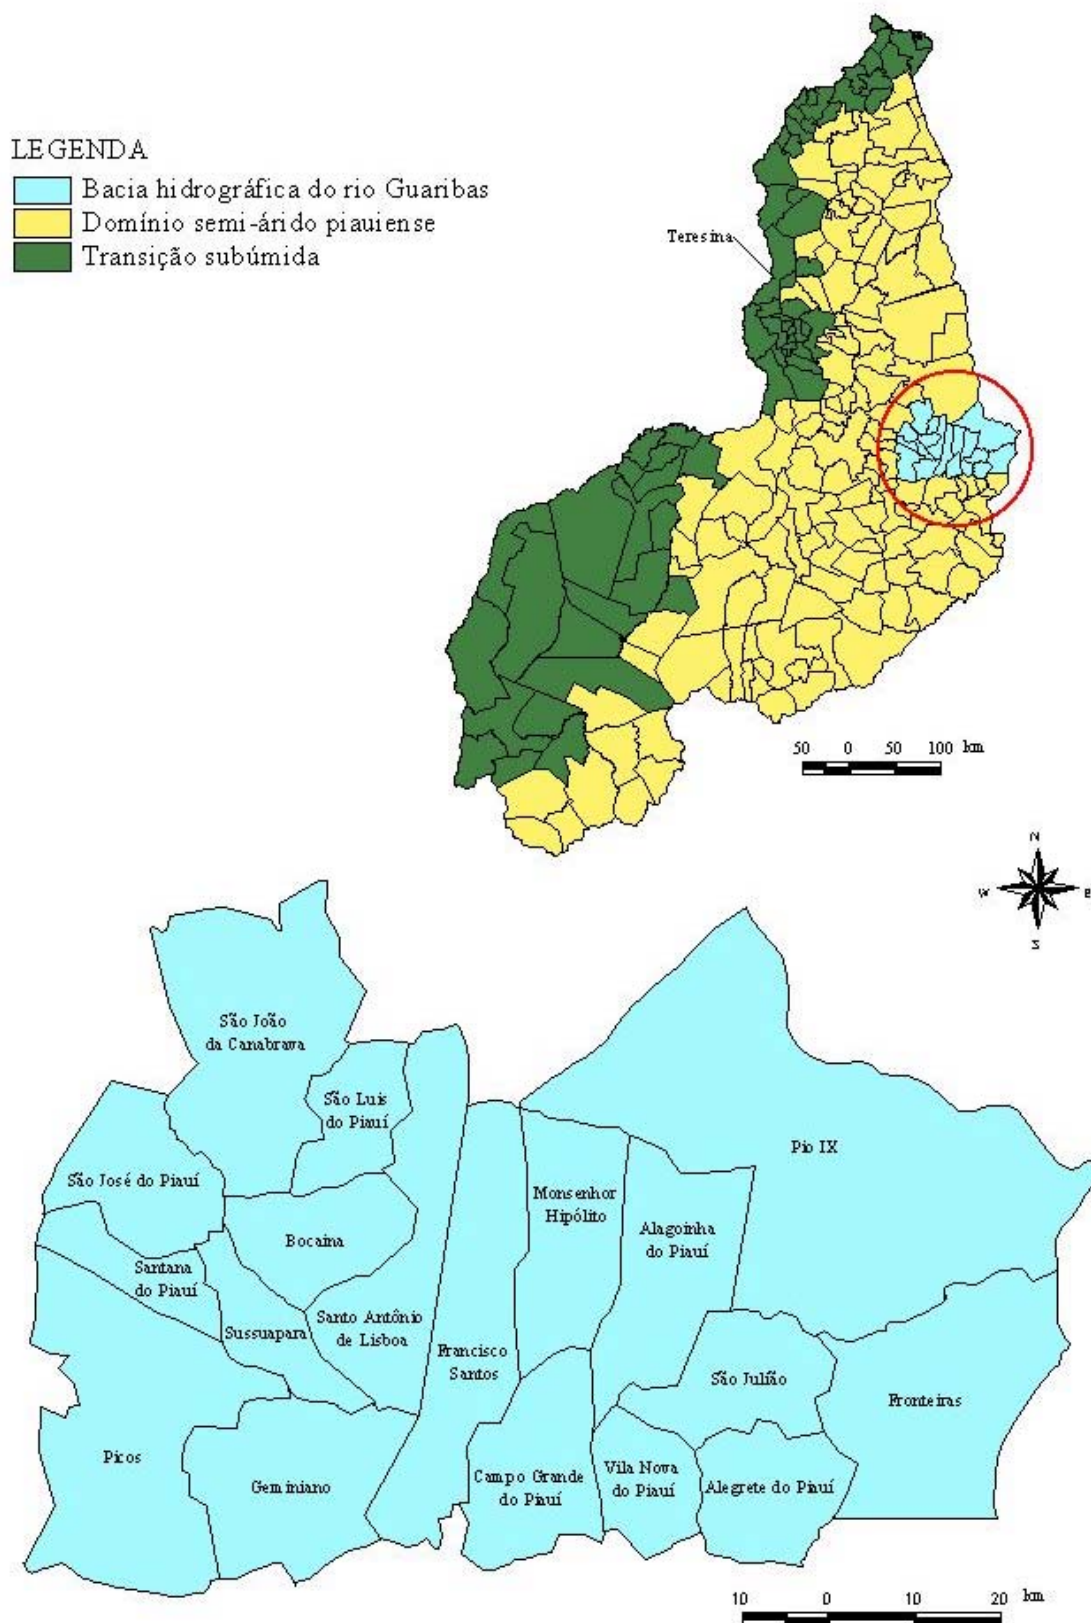 LEGENDA
Bacia hidrográfica do rio Guaribas
Domínio semi-árido piauiense
Transição subúmida
Teresina
50 0 50 100 km
N
W E
S
São João
da Canabrava
São Luis
do Piauí
São José do Piauí
Pio IX
Monsenhor
Hipólito
Alagoinha
do Piauí
Bocaina
Santana
do Piauí
Sussuapara
Santo Antônio
de Lisboa
Francisco
Santos
São Julião
Fronteiras
Picos
Geminiano
Campo Grande
do Piauí
Vila Nova
do Piauí
Alegrete do Piauí
10 0 10 20 km